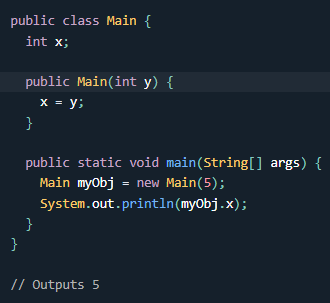 public class Main {
  int x;

  public Main(int y) {
    x = y;
  }

  public static void main(String[] args) {
    Main myObj = new Main(5);
    System.out.println(myObj.x);
  }
}

// Outputs 5